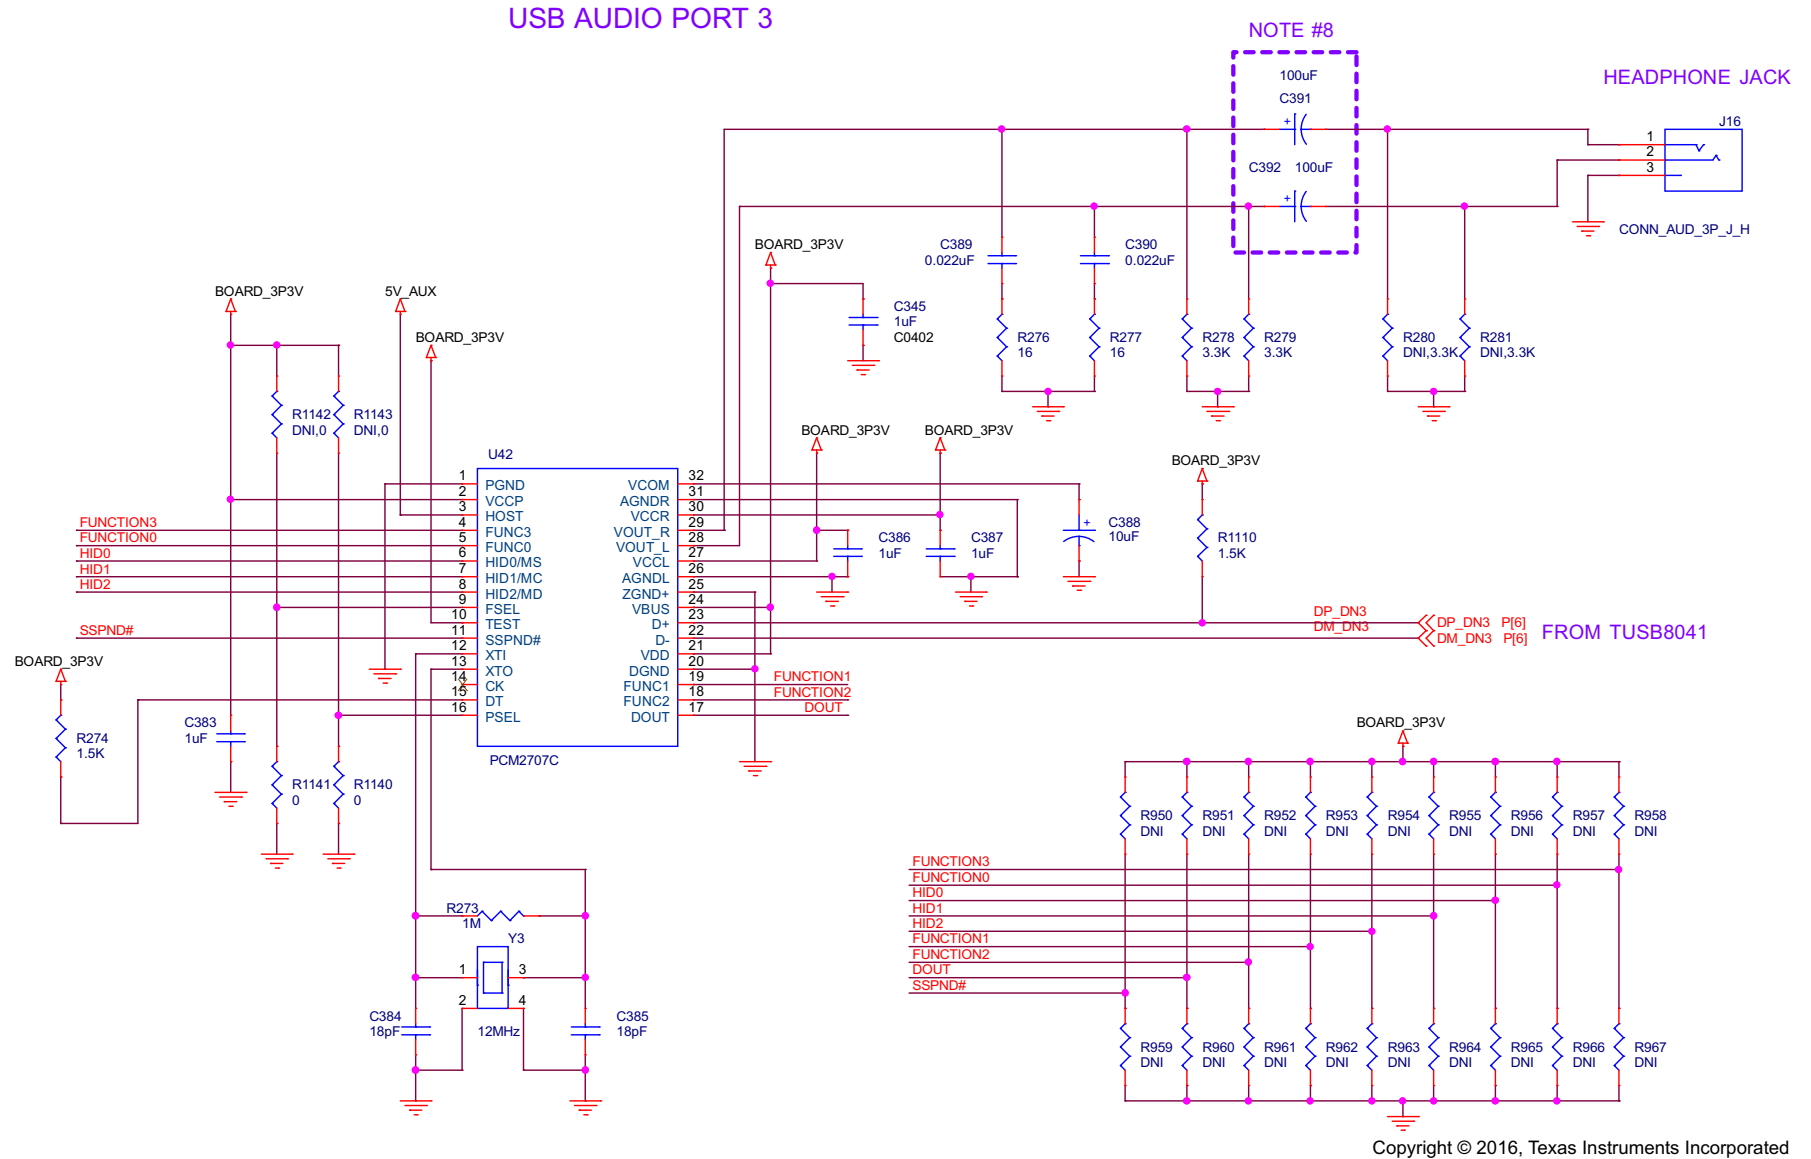 USB AUDIO PORT 3
NOTE #8
HEADPHONE JACK
100uF
C391
+
C392 100uF
+
J16
1
2
3
CONN_AUD_3P_J_H
BOARD_3P3V
C345
1uF
C0402
C389
0.022uF
C390
0.022uF
R276
16
R277
16
R278
3.3K
R279
3.3K
R280
DNI,3.3K
R281
DNI,3.3K
BOARD_3P3V
5V_AUX
BOARD_3P3V
R1142
DNI,0
R1143
DNI,0
BOARD_3P3V
BOARD_3P3V
BOARD_3P3V
U42
1 PGND
2 VCCP
3 HOST
4 FUNC3
5 FUNC0
6 HID0/MS
7 HID1/MC
8 HID2/MD
9 FSEL
10 TEST
11 SSPND#
12 XTI
13 XTO
14 CK
15 DT
16 PSEL
VCOM 32
AGNDR 31
VCCR 30
VOUT_R 29
VOUT_L 28
VCCL 27
AGNDL 26
ZGND+ 25
VBUS 24
D+ 23
D- 22
VDD 21
DGND 20
FUNC1 19
FUNC2 18
DOUT 17
PCM2707C
FUNCTION3
FUNCTION0
HID0
HID1
HID2
SSPND#
BOARD_3P3V
R274
1.5K
C383
1uF
R1141
0
R1140
0
C386
1uF
C387
1uF
+
C388
10uF
R1110
1.5K
DP_DN3
DM_DN3
DP_DN3 P[6]
DM_DN3 P[6]
FROM TUSB8041
FUNCTION1
FUNCTION2
DOUT
R273
1M
Y3
1
3
2
4
12MHz
C384
18pF
C385
18pF
BOARD_3P3V
R950
DNI
R951
DNI
R952
DNI
R953
DNI
R954
DNI
R955
DNI
R956
DNI
R957
DNI
R958
DNI
FUNCTION3
FUNCTION0
HID0
HID1
HID2
FUNCTION1
FUNCTION2
DOUT
SSPND#
R959
DNI
R960
DNI
R961
DNI
R962
DNI
R963
DNI
R964
DNI
R965
DNI
R966
DNI
R967
DNI
Copyright © 2016, Texas Instruments Incorporated